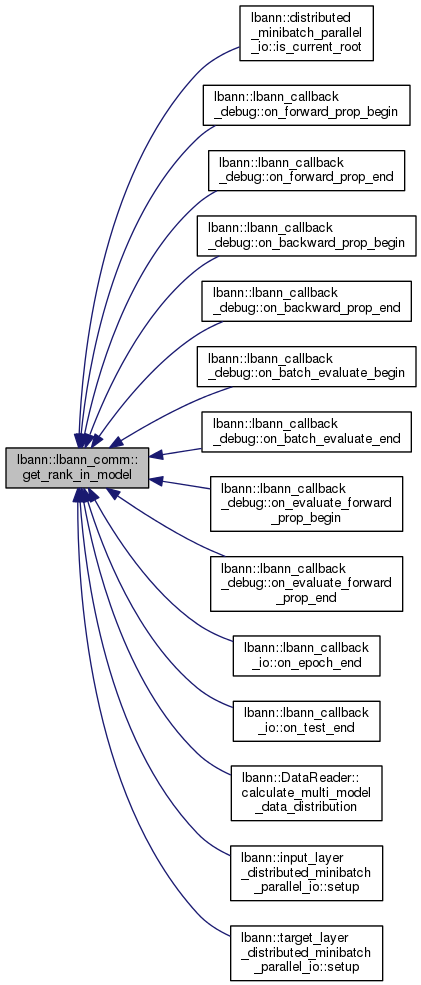 lbann::distributed
_minibatch_parallel
_io::is_current_root
lbann::lbann_callback
_debug::on_forward_prop_begin
lbann::lbann_callback
_debug::on_forward_prop_end
lbann::lbann_callback
_debug::on_backward_prop_begin
lbann::lbann_callback
_debug::on_backward_prop_end
lbann::lbann_callback
_debug::on_batch_evaluate_begin
lbann::lbann_callback
_debug::on_batch_evaluate_end
lbann::lbann_comm::
get_rank_in_model
lbann::lbann_callback
_debug::on_evaluate_forward
_prop_begin
lbann::lbann_callback
_debug::on_evaluate_forward
_prop_end
lbann::lbann_callback
_io::on_epoch_end
lbann::lbann_callback
_io::on_test_end
lbann::DataReader::
calculate_multi_model
_data_distribution
lbann::input_layer
_distributed_minibatch
_parallel_io::setup
lbann::target_layer
_distributed_minibatch
_parallel_io::setup